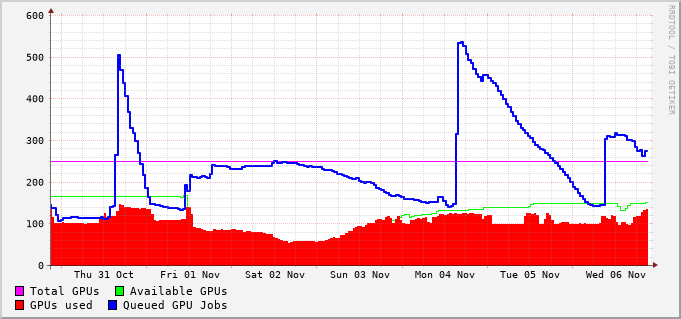 600
500
400
300
200
100
0
Thu 31 Oct Fri 01 Nov Sat 02 Nov Sun 03 Nov Mon 04 Nov Tue 05 Nov Wed 06 Nov
Total GPUs Available GPUs
GPUs used Queued GPU Jobs
RRDTOOL / TOBI OETIKER